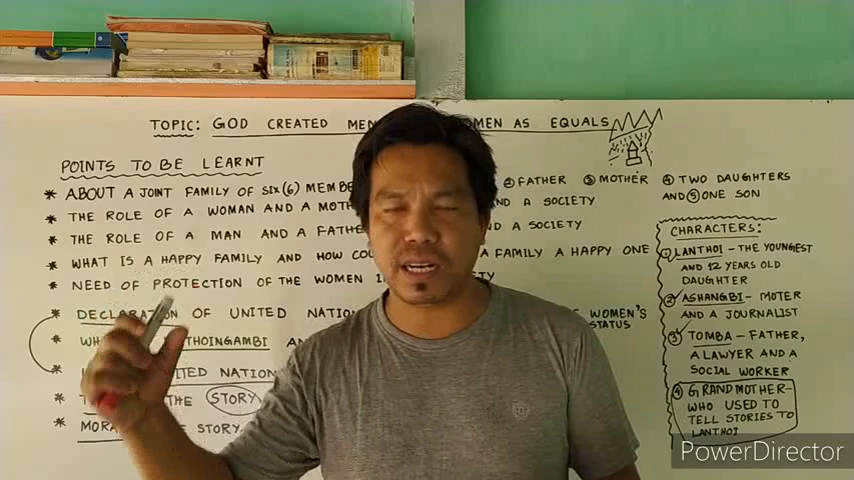 TOPIC: GOD CREATED MEN OMEN AS EQUALS
POINTS TO BE LEARNT
* ABOUT A JOINT FAMILY OF SIX(6) MEMBE ② FATHER ③ MOTHER ④ TWO DAUGHTERS
AND ⑤ ONE SON
* THE ROLE OF A WOMAN AND A MOTH ND A SOCIETY
* THE ROLE OF A MAN AND A FATHE ND A SOCIETY
* WHAT IS A HAPPY FAMILY AND HOW COU A FAMILY A HAPPY ONE
* NEED OF PROTECTION OF THE WOMEN I ETY
* DECLARATION OF UNITED NATION WOMEN'S
STATUS
* WH THOINGAMBI AN
* ITED NATION
* T THE STORY
* MORA E STORY.
CHARACTERS:
① LANTHOI – THE YOUNGEST
AND 12 YEARS OLD
DAUGHTER
② ASHANGBI – MOTER
AND A JOURNALIST
③ TOMBA – FATHER,
A LAWYER AND A
SOCIAL WORKER
④ GRANDMOTHER–
WHO USED TO
TELL STORIES TO
LANTHOI
PowerDirector